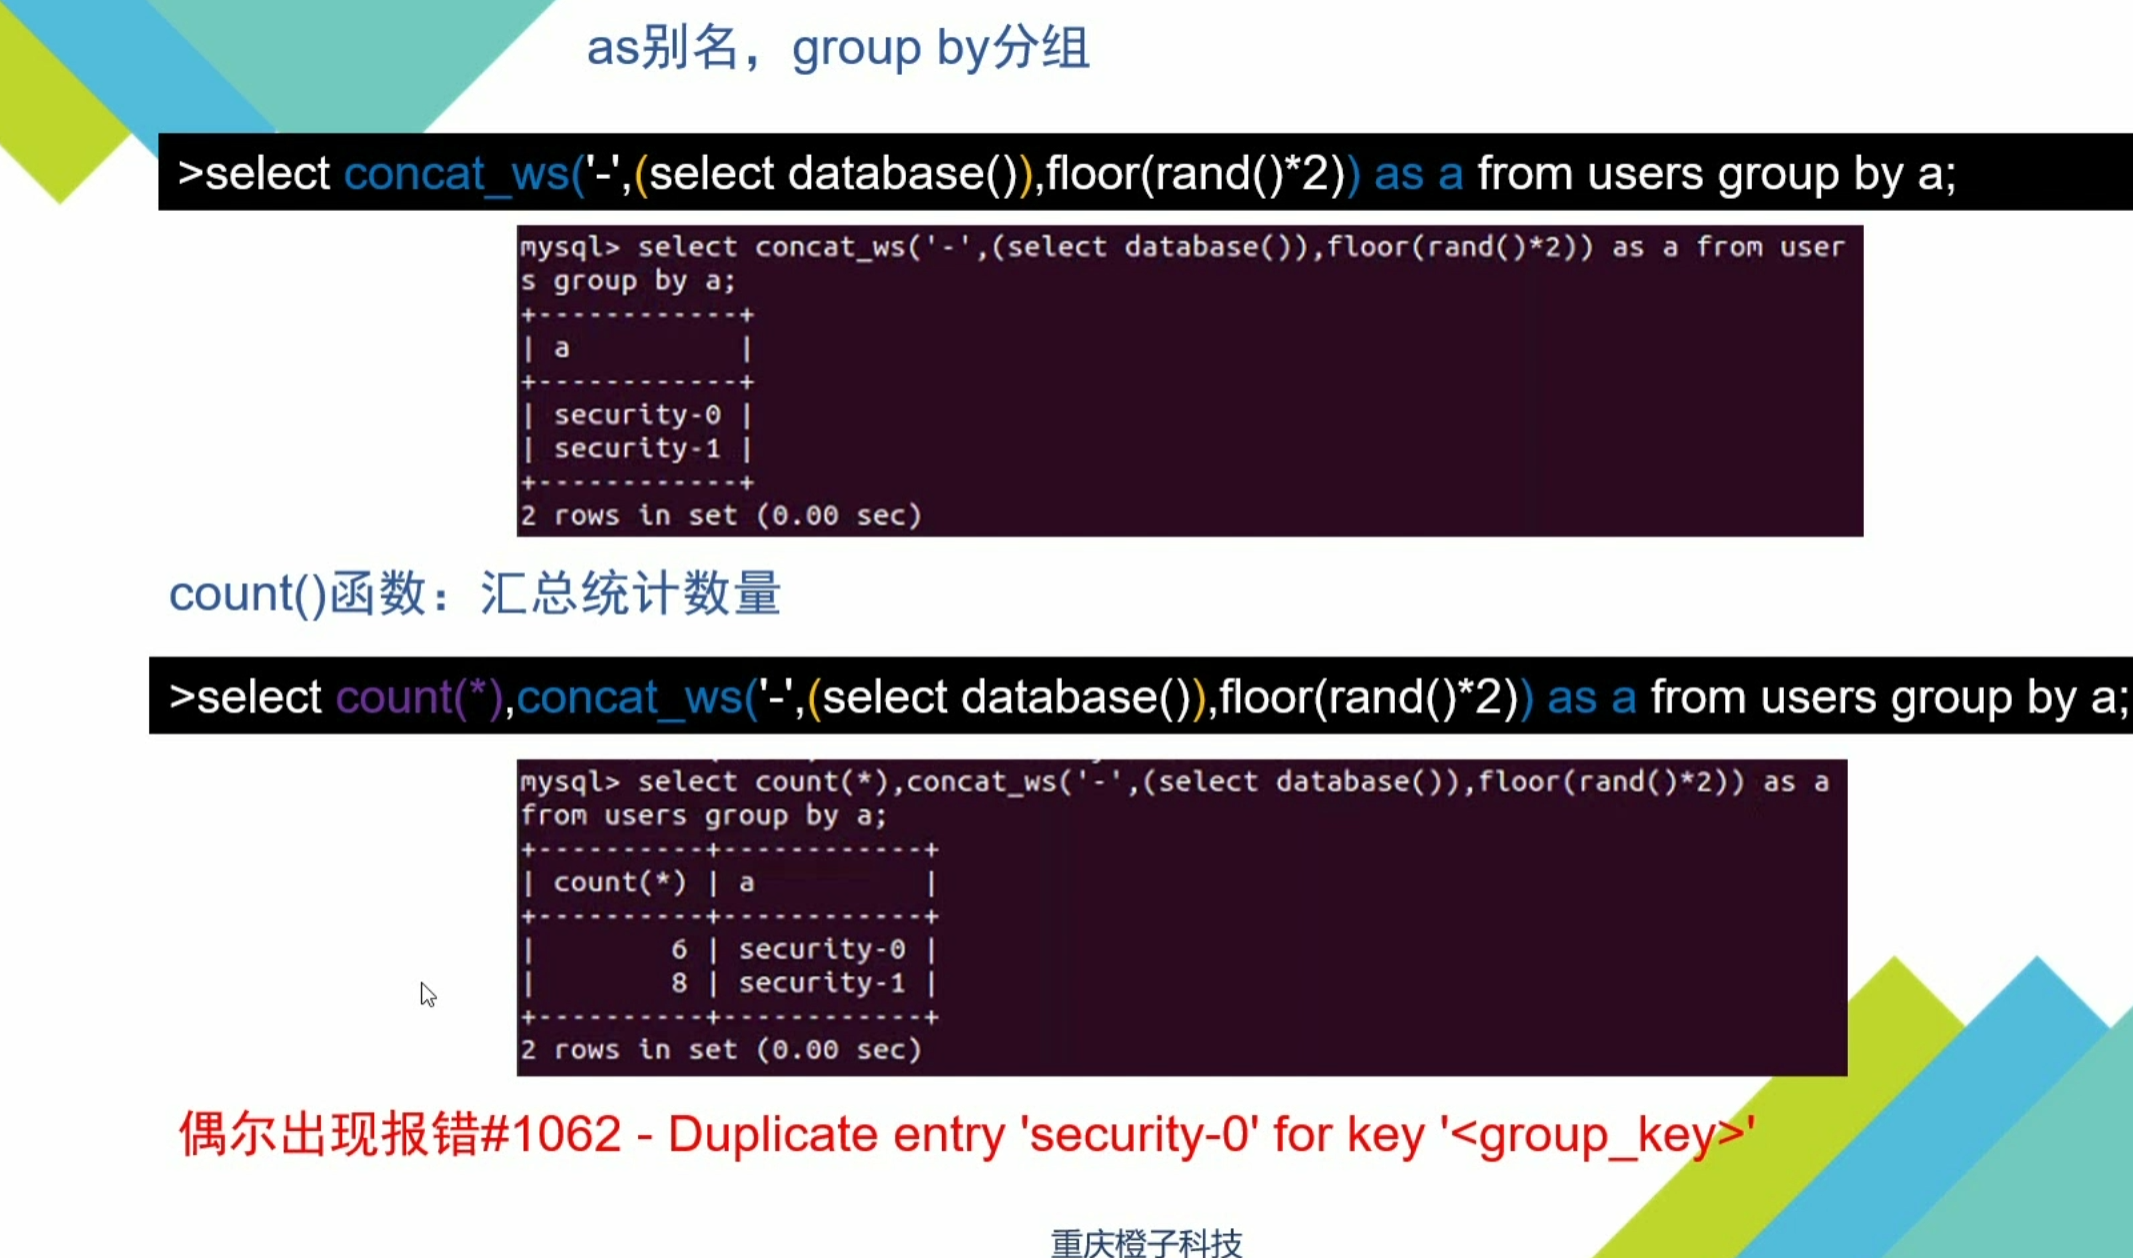 as别名，group by分组
>select concat_ws('-',(select database()),floor(rand()*2)) as a from users group by a;
mysql> select concat_ws('-',(select database()),floor(rand()*2)) as a from user
s group by a;
+------------+
| a          |
+------------+
| security-0 |
| security-1 |
+------------+
2 rows in set (0.00 sec)
count()函数：汇总统计数量
>select count(*),concat_ws('-',(select database()),floor(rand()*2)) as a from users group by a;
mysql> select count(*),concat_ws('-',(select database()),floor(rand()*2)) as a
from users group by a;
+----------+------------+
| count(*) | a          |
+----------+------------+
|        6 | security-0 |
|        8 | security-1 |
+----------+------------+
2 rows in set (0.00 sec)
偶尔出现报错#1062 - Duplicate entry 'security-0' for key '<group_key>'
重庆橙子科技